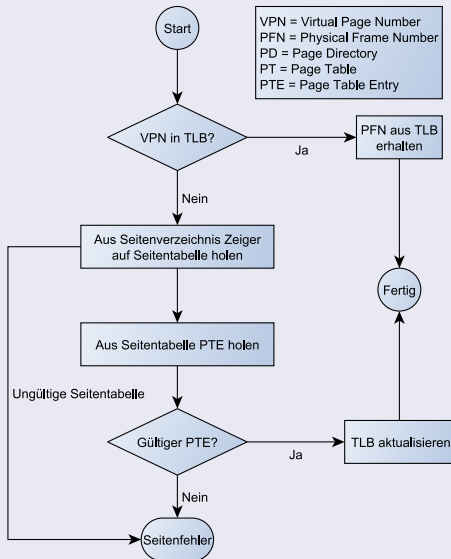 Start
VPN = Virtual Page Number
PFN = Physical Frame Number
PD = Page Directory
PT = Page Table
PTE = Page Table Entry
VPN in TLB?
Ja
PFN aus TLB
erhalten
Nein
Aus Seitenverzeichnis Zeiger
auf Seitentabelle holen
Fertig
Aus Seitentabelle PTE holen
Ungültige Seitentabelle
Gültiger PTE?
Ja
TLB aktualisieren
Nein
Seitenfehler